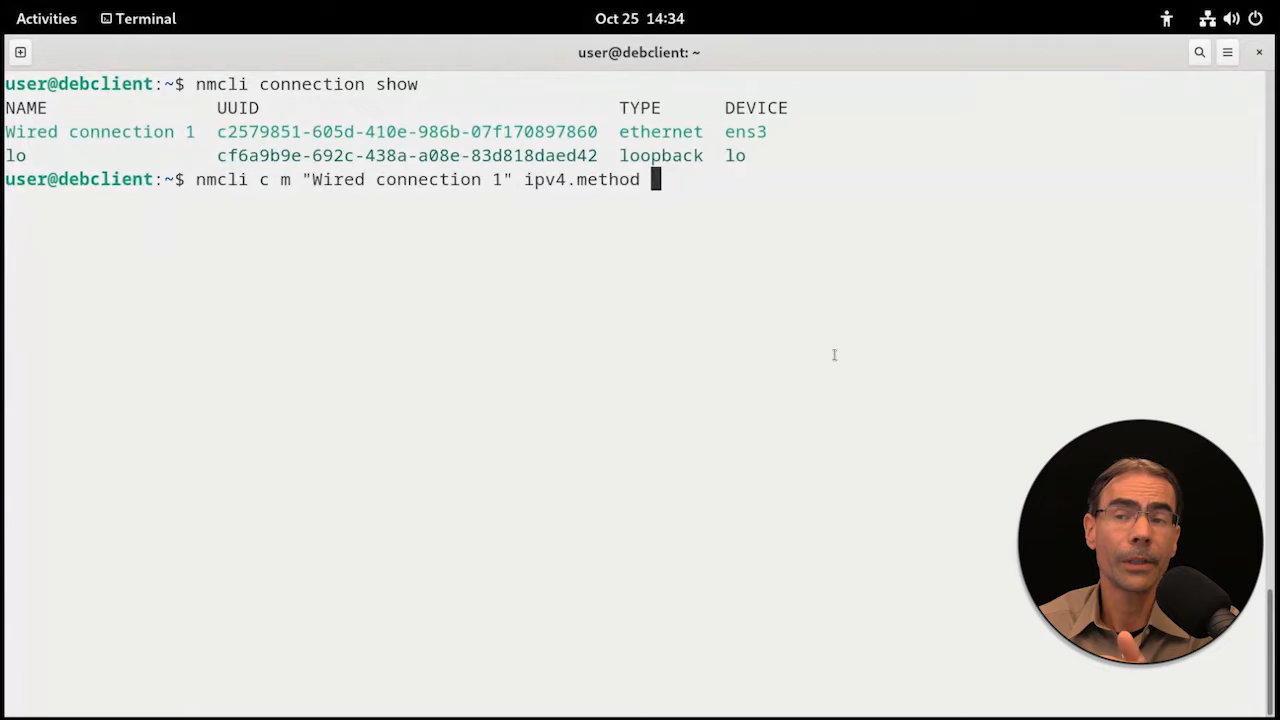 Activities Terminal Oct 25 14:34
user@debclient: ~
user@debclient:~$ nmcli connection show
NAME UUID TYPE DEVICE
Wired connection 1 c2579851-605d-410e-986b-07f170897860 ethernet ens3
lo cf6a9b9e-692c-438a-a08e-83d818daed42 loopback lo
user@debclient:~$ nmcli c m "Wired connection 1" ipv4.method